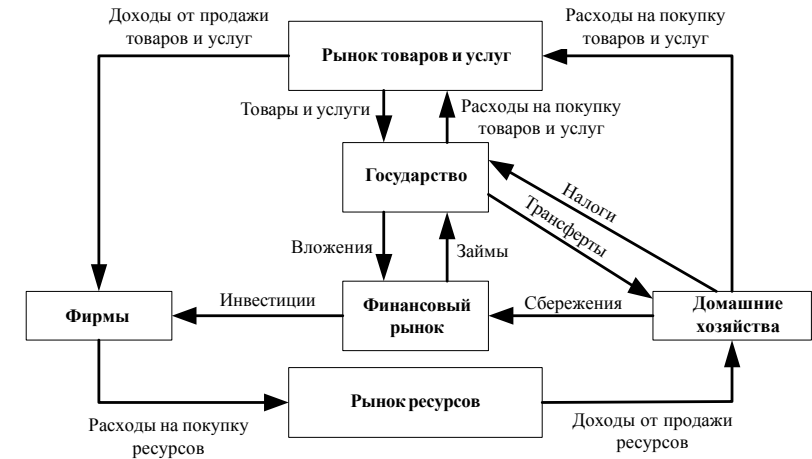 Доходы от продажи
товаров и услуг
Расходы на покупку
товаров и услуг
Рынок товаров и услуг
Товары и услуги
Расходы на покупку
товаров и услуг
Государство
Налоги
Трансферты
Вложения
Займы
Инвестиции
Сбережения
Фирмы
Финансовый
рынок
Домашние
хозяйства
Рынок ресурсов
Расходы на покупку
ресурсов
Доходы от продажи
ресурсов